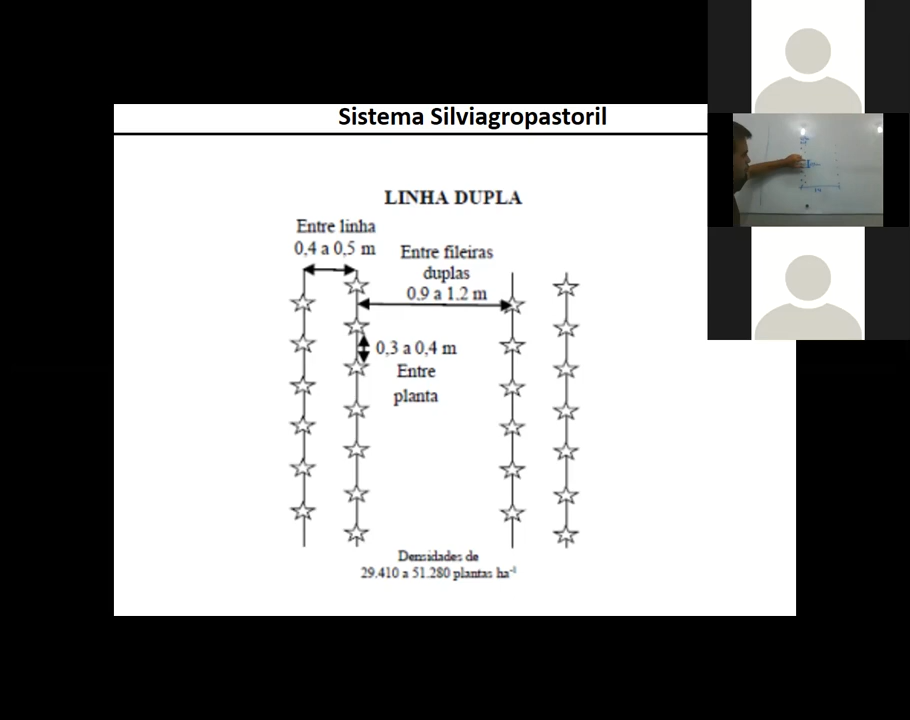 Sistema Silviagropastoril
LINHA DUPLA
Entre linha
0,4 a 0,5 m
Entre fileiras
duplas
0.9 a 1.2 m
0,3 a 0,4 m
Entre
planta
Densidades de
29.410 a 51.280 plantas ha⁻¹